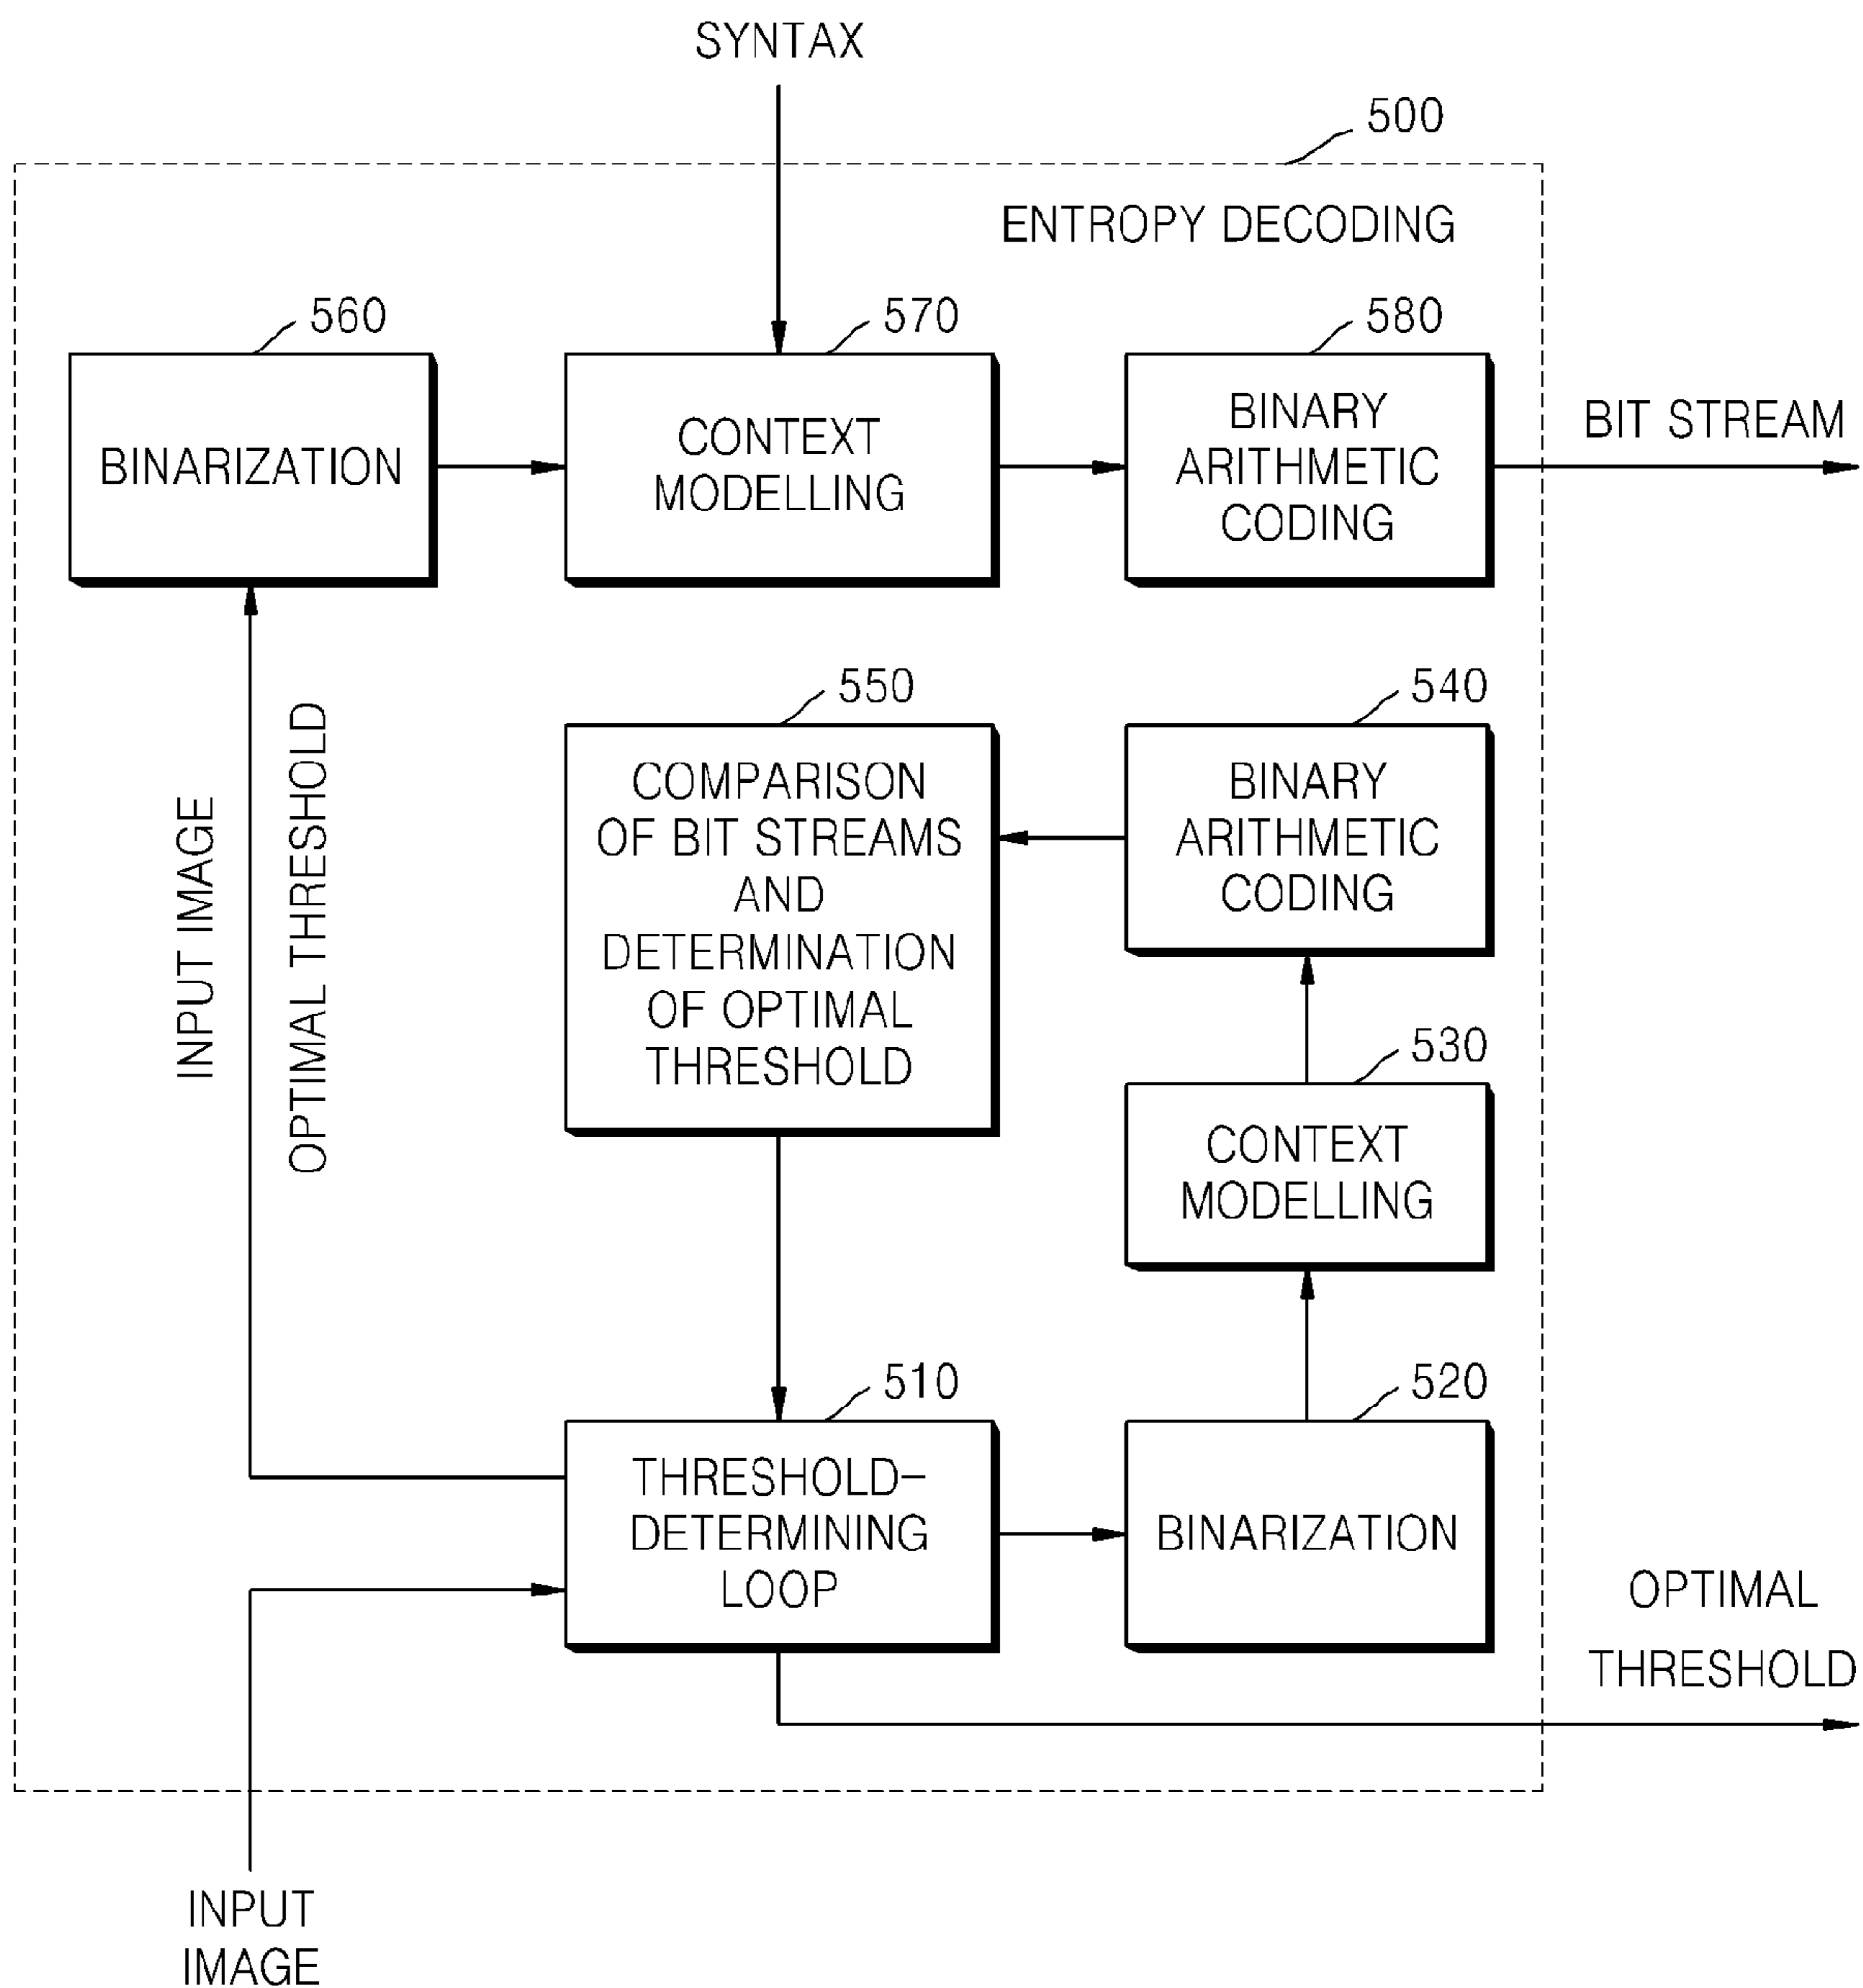 SYNTAX
500
ENTROPY DECODING
560
570
580
BINARIZATION
CONTEXT
MODELLING
BINARY
ARITHMETIC
CODING
BIT STREAM
550
540
COMPARISON
OF BIT STREAMS
AND
DETERMINATION
OF OPTIMAL
THRESHOLD
BINARY
ARITHMETIC
CODING
INPUT IMAGE
OPTIMAL THRESHOLD
530
CONTEXT
MODELLING
510
520
THRESHOLD-
DETERMINING
LOOP
BINARIZATION
OPTIMAL
THRESHOLD
INPUT
IMAGE